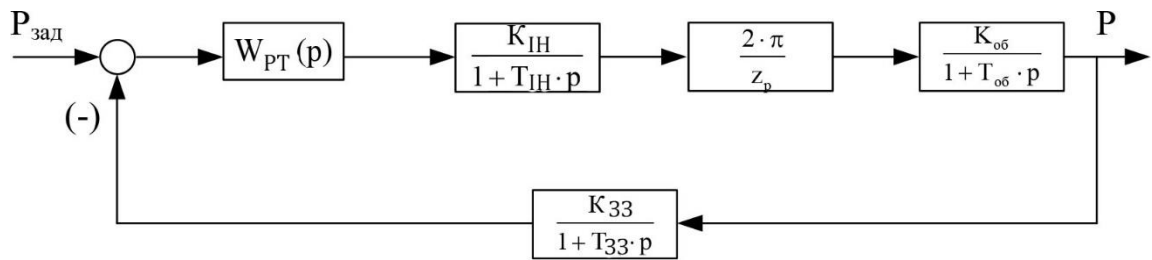 Pзад
WPT(p)
KIH
1 + TIH · p
2 · π
zp
Kоб
1 + Tоб · p
P
(-)
K33
1 + T33 · p